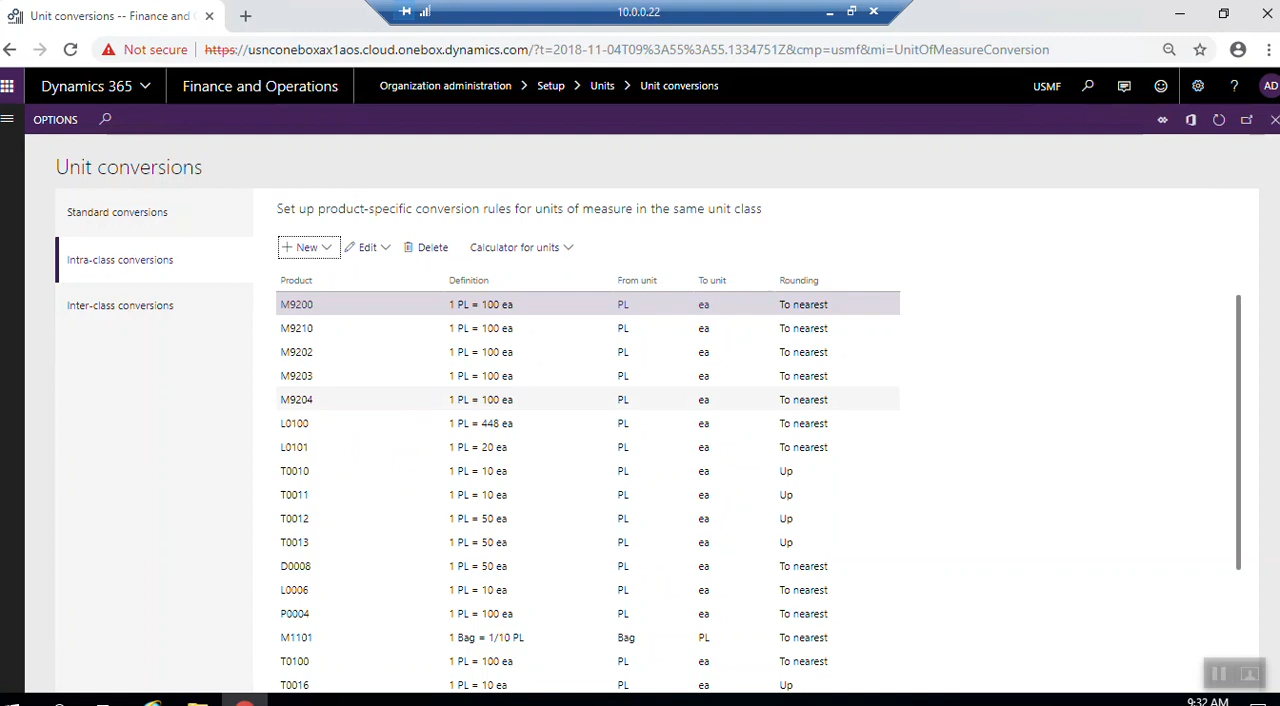 Unit conversions -- Finance and
10.0.0.22
Not secure https://usnconeboxax1aos.cloud.onebox.dynamics.com/?t=2018-11-04T09%3A55%3A55.1334751Z&cmp=usmf&mi=UnitOfMeasureConversion
Dynamics 365 Finance and Operations Organization administration > Setup > Units > Unit conversions USMF ? AD
OPTIONS
Unit conversions
Standard conversions
Intra-class conversions
Inter-class conversions
Set up product-specific conversion rules for units of measure in the same unit class
+ New Edit Delete Calculator for units
Product Definition From unit To unit Rounding
M9200 1 PL = 100 ea PL ea To nearest
M9210 1 PL = 100 ea PL ea To nearest
M9202 1 PL = 100 ea PL ea To nearest
M9203 1 PL = 100 ea PL ea To nearest
M9204 1 PL = 100 ea PL ea To nearest
L0100 1 PL = 448 ea PL ea To nearest
L0101 1 PL = 20 ea PL ea To nearest
T0010 1 PL = 10 ea PL ea Up
T0011 1 PL = 10 ea PL ea Up
T0012 1 PL = 50 ea PL ea Up
T0013 1 PL = 50 ea PL ea Up
D0008 1 PL = 50 ea PL ea To nearest
L0006 1 PL = 10 ea PL ea To nearest
P0004 1 PL = 100 ea PL ea To nearest
M1101 1 Bag = 1/10 PL Bag PL To nearest
T0100 1 PL = 100 ea PL ea To nearest
T0016 1 PL = 10 ea PL ea Up
9:32 AM